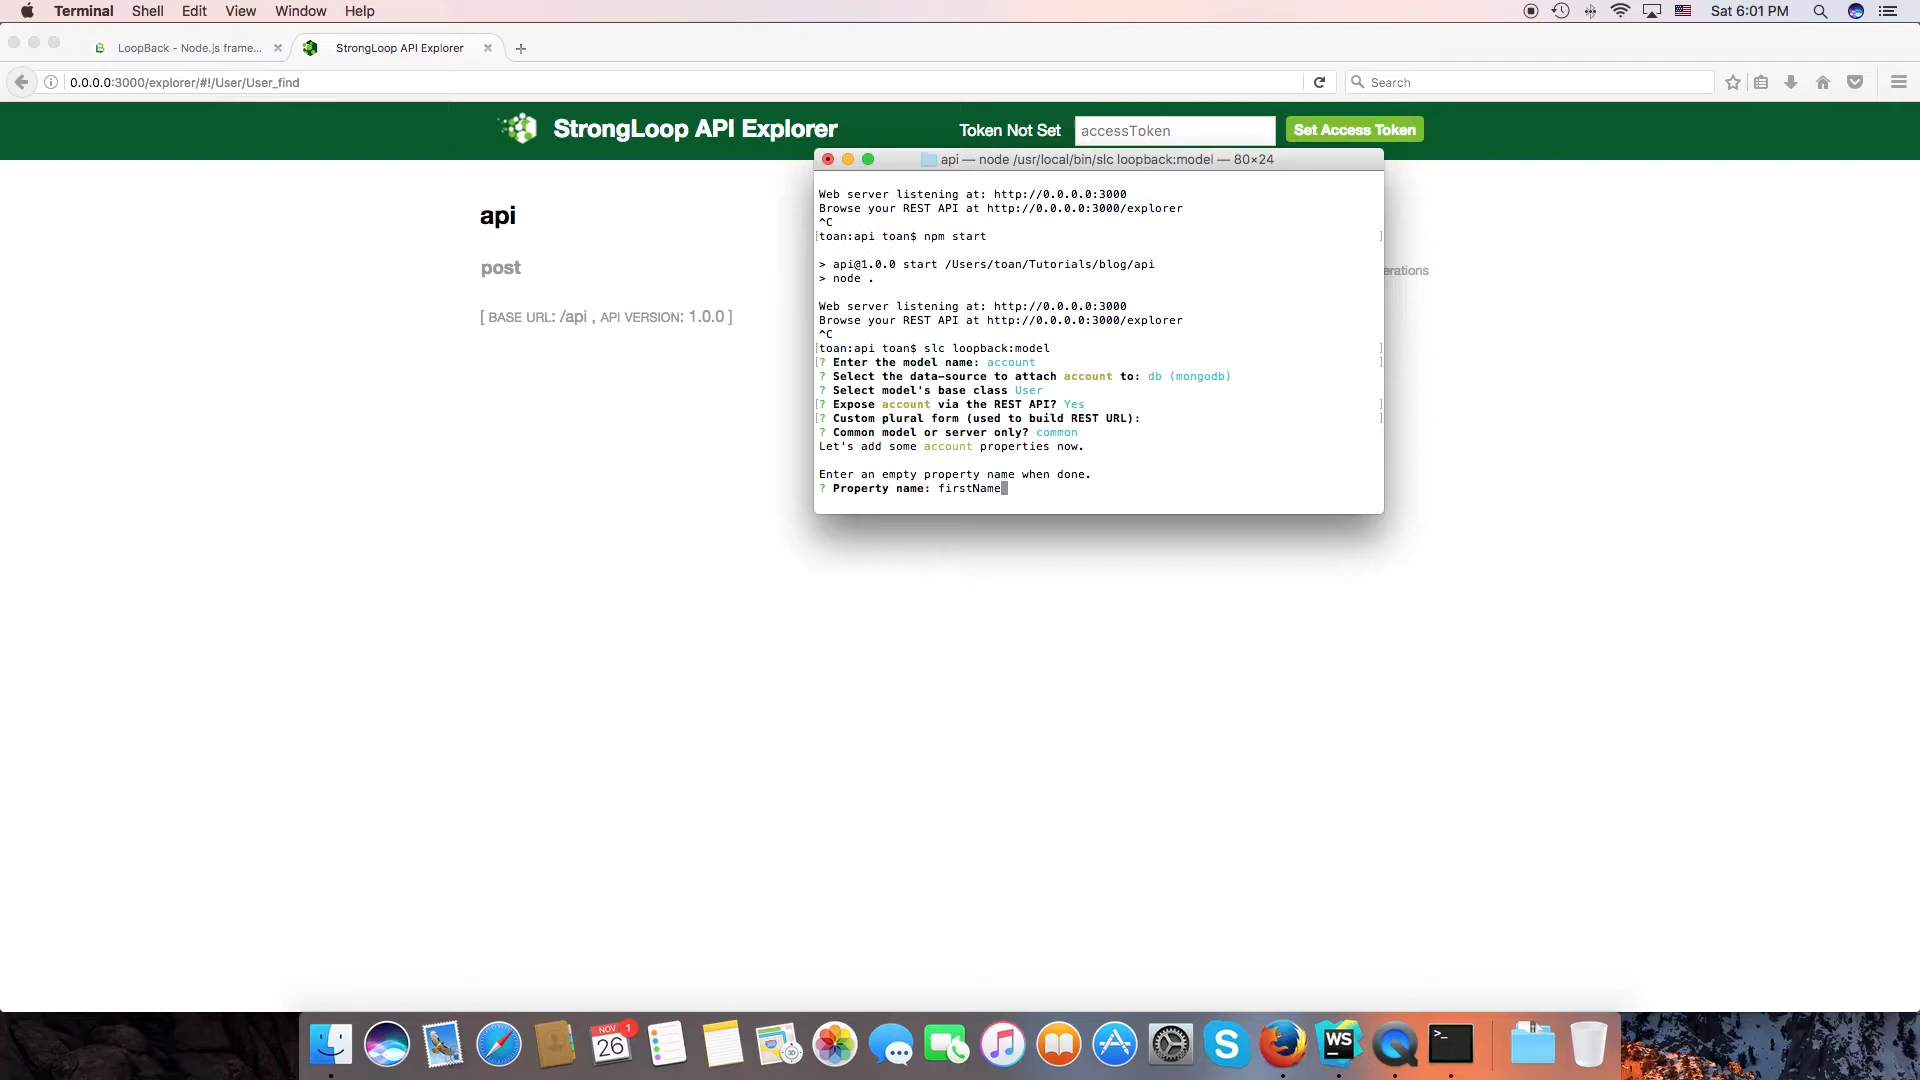 Terminal Shell Edit View Window Help Sat 6:01 PM
LoopBack - Node.js frame... StrongLoop API Explorer
0.0.0.0:3000/explorer/#!/User/User_find Search
StrongLoop API Explorer Token Not Set accessToken Set Access Token
api — node /usr/local/bin/slc loopback:model — 80×24
api
post
erations
[ BASE URL: /api , API VERSION: 1.0.0 ]
Web server listening at: http://0.0.0.0:3000
Browse your REST API at http://0.0.0.0:3000/explorer
^C
[toan:api toan$ npm start ]
> api@1.0.0 start /Users/toan/Tutorials/blog/api
> node .
Web server listening at: http://0.0.0.0:3000
Browse your REST API at http://0.0.0.0:3000/explorer
^C
[toan:api toan$ slc loopback:model ]
[? Enter the model name: account ]
? Select the data-source to attach account to: db (mongodb)
? Select model's base class User
[? Expose account via the REST API? Yes ]
[? Custom plural form (used to build REST URL): ]
? Common model or server only? common
Let's add some account properties now.
Enter an empty property name when done.
? Property name: firstName
NOV 1
26
3D
S
WS
>_